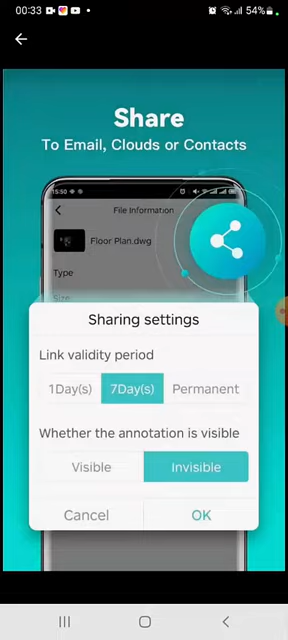 00:33 54%
Share
To Email, Clouds or Contacts
15:50
File Information
Floor Plan.dwg
Type
Size
Sharing settings
Link validity period
1Day(s) 7Day(s) Permanent
Whether the annotation is visible
Visible Invisible
Cancel OK